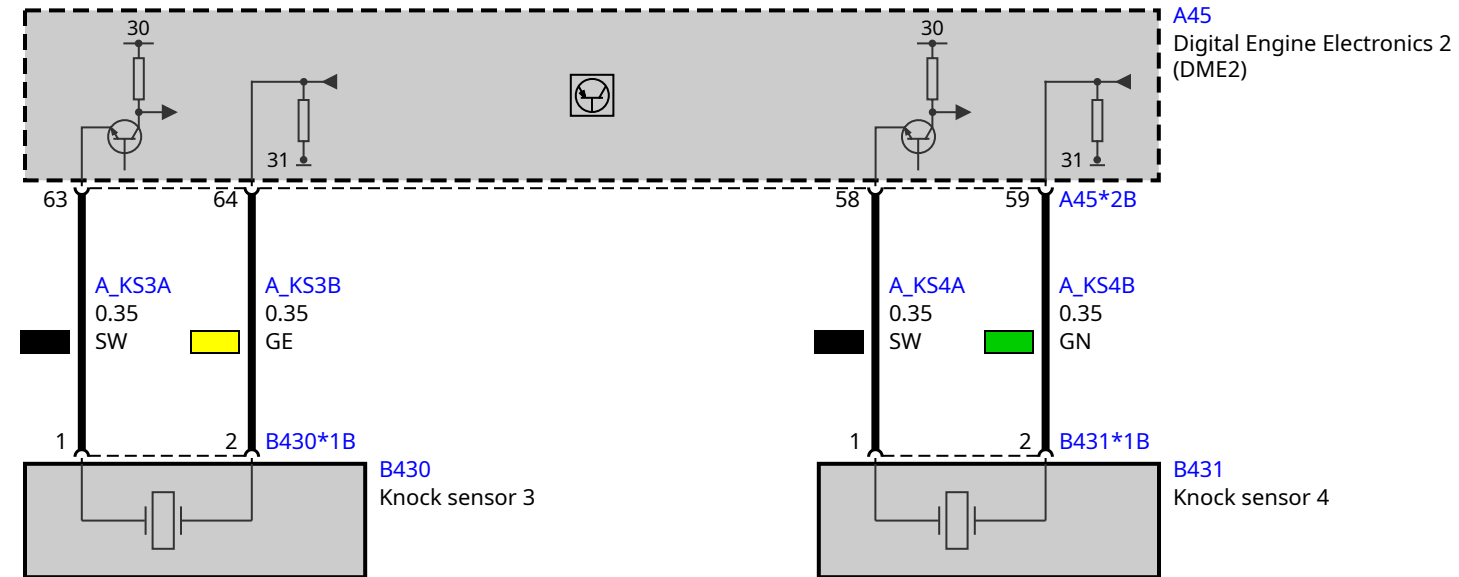 30
30
A45
Digital Engine Electronics 2
(DME2)
31
31
63
64
58
59
A45*2B
A_KS3A
0.35
SW
A_KS3B
0.35
GE
A_KS4A
0.35
SW
A_KS4B
0.35
GN
1
2
B430*1B
1
2
B431*1B
B430
Knock sensor 3
B431
Knock sensor 4